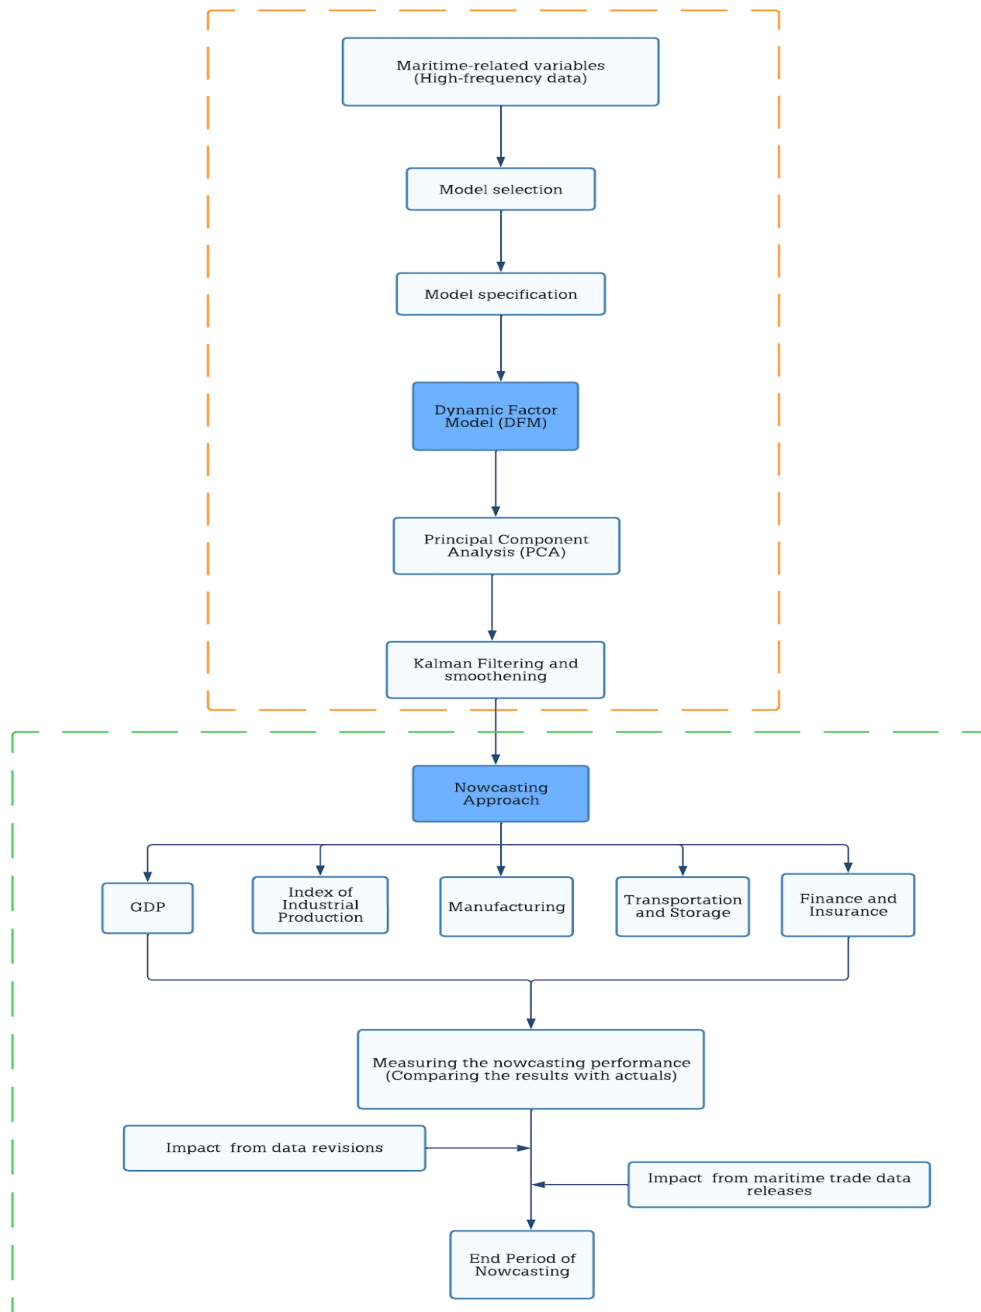 Maritime-related variables
(High-frequency data)
Model selection
Model specification
Dynamic Factor
Model (DFM)
Principal Component
Analysis (PCA)
Kalman Filtering and
smoothening
Nowcasting
Approach
GDP
Index of
Industrial
Production
Manufacturing
Transportation
and Storage
Finance and
Insurance
Measuring the nowcasting performance
(Comparing the results with actuals)
Impact  from data revisions
Impact  from maritime trade data
releases
End Period of
Nowcasting